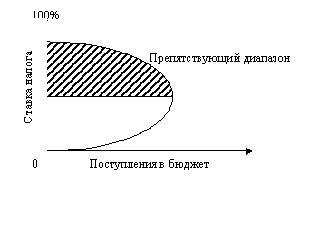 100%
Препятствующий диапазон
Ставка налога
0
Поступления в бюджет